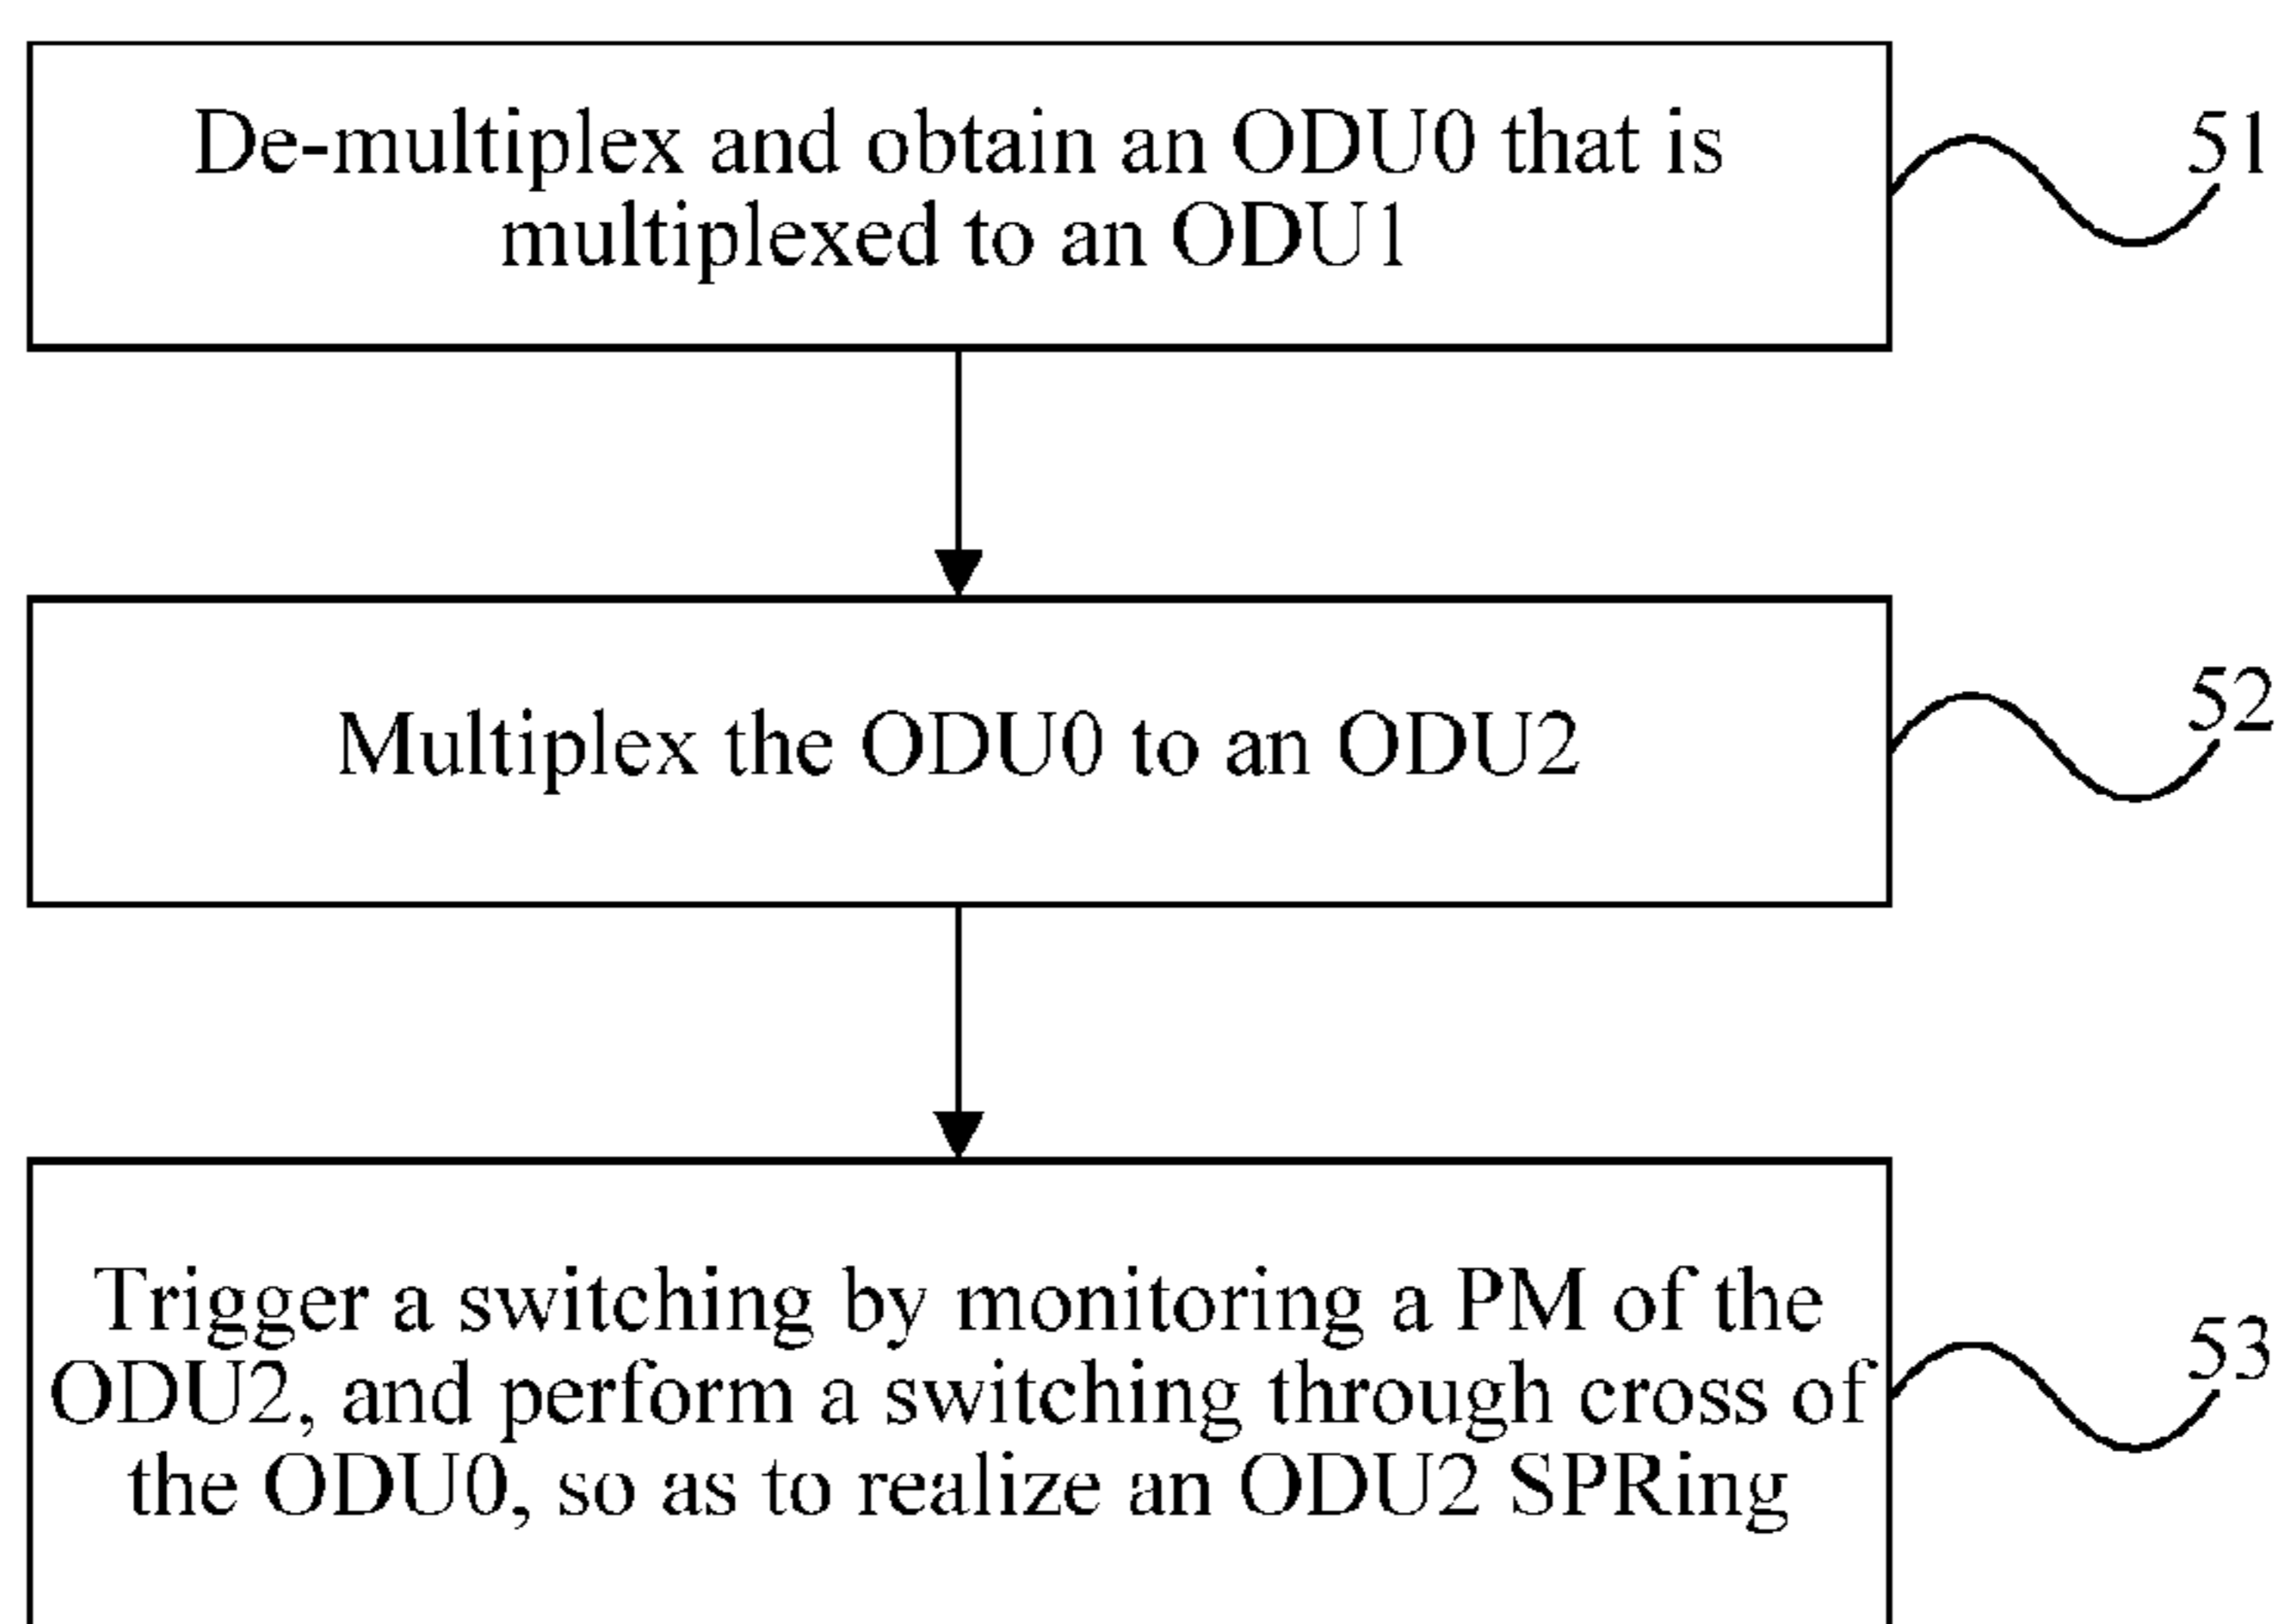 De-multiplex and obtain an ODU0 that is
multiplexed to an ODU1
51
Multiplex the ODU0 to an ODU2
52
Trigger a switching by monitoring a PM of the
ODU2, and perform a switching through cross of
the ODU0, so as to realize an ODU2 SPRing
53